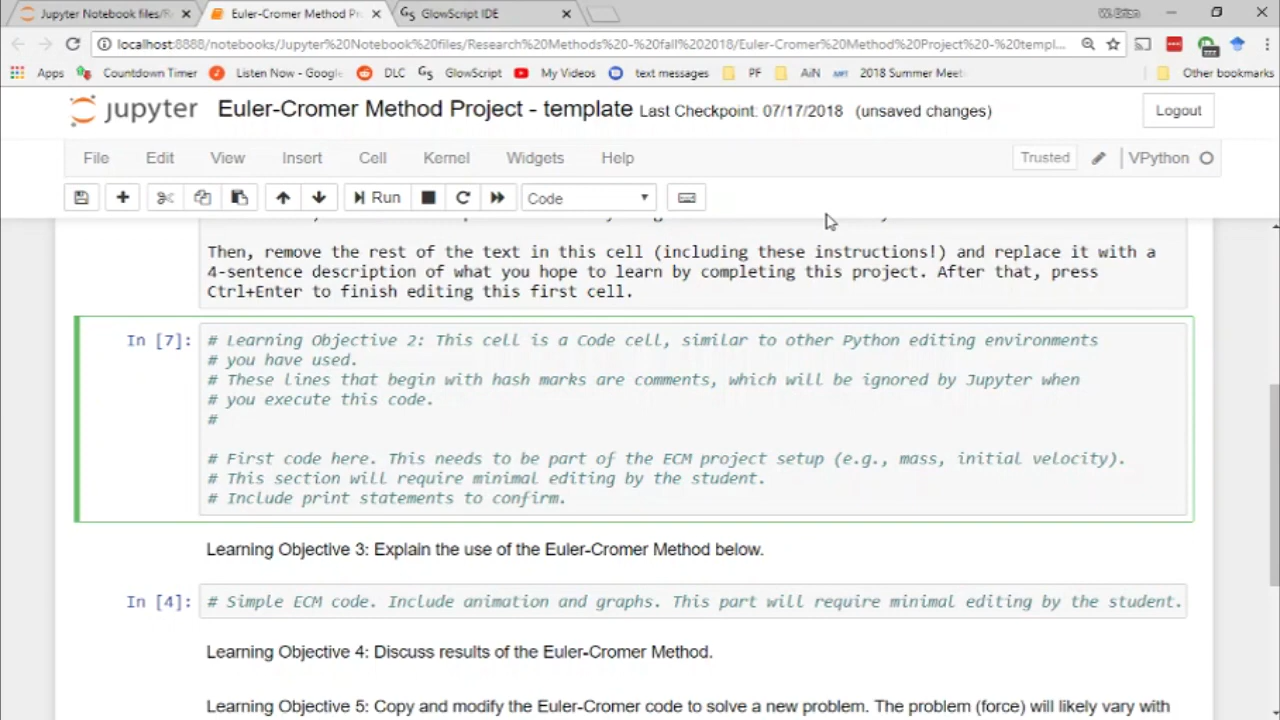 Jupyter Notebook files/R
Euler-Cromer Method Pr
GlowScript IDE
localhost:8888/notebooks/Jupyter%20Notebook%20files/Research%20Methods%20-%20fall%202018/Euler-Cromer%20Method%20Project%20-%20templ...
Apps Countdown Timer Listen Now - Google DLC GlowScript My Videos text messages PF AiN 2018 Summer Meet Other bookmarks
jupyter Euler-Cromer Method Project - template Last Checkpoint: 07/17/2018 (unsaved changes) Logout
File Edit View Insert Cell Kernel Widgets Help Trusted VPython
Run Code
Then, remove the rest of the text in this cell (including these instructions!) and replace it with a
4-sentence description of what you hope to learn by completing this project. After that, press
Ctrl+Enter to finish editing this first cell.
In [7]: # Learning Objective 2: This cell is a Code cell, similar to other Python editing environments
# you have used.
# These lines that begin with hash marks are comments, which will be ignored by Jupyter when
# you execute this code.
#
# First code here. This needs to be part of the ECM project setup (e.g., mass, initial velocity).
# This section will require minimal editing by the student.
# Include print statements to confirm.
Learning Objective 3: Explain the use of the Euler-Cromer Method below.
In [4]: # Simple ECM code. Include animation and graphs. This part will require minimal editing by the student.
Learning Objective 4: Discuss results of the Euler-Cromer Method.
Learning Objective 5: Copy and modify the Euler-Cromer code to solve a new problem. The problem (force) will likely vary with